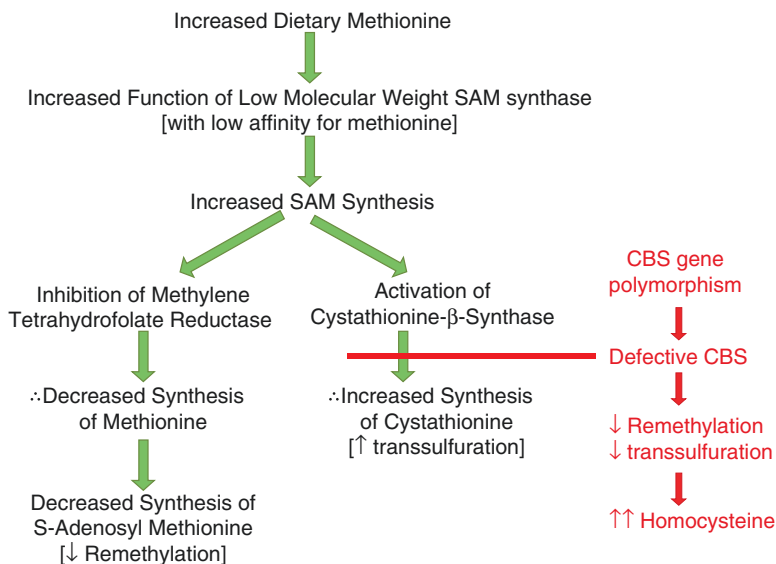 Increased Dietary Methionine
Increased Function of Low Molecular Weight SAM synthase
[with low affinity for methionine]
Increased SAM Synthesis
Inhibition of Methylene
Tetrahydrofolate Reductase
Activation of
Cystathionine-β-Synthase
CBS gene
polymorphism
Defective CBS
∴Decreased Synthesis
of Methionine
∴Increased Synthesis
of Cystathionine
[↑ transsulfuration]
↓ Remethylation
↓ transsulfuration
Decreased Synthesis of
S-Adenosyl Methionine
[↓ Remethylation]
↑↑ Homocysteine